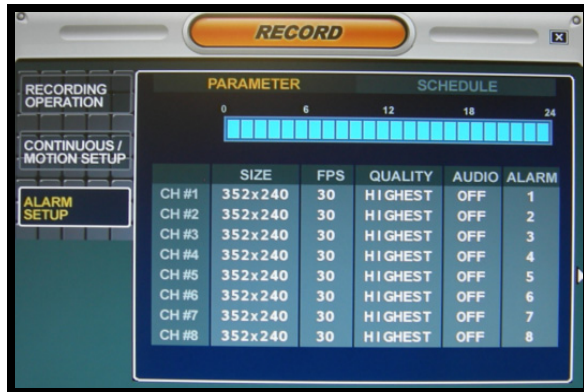 RECORD
RECORDING
OPERATION
CONTINUOUS /
MOTION SETUP
ALARM
SETUP
PARAMETER SCHEDULE
0 6 12 18 24
SIZE FPS QUALITY AUDIO ALARM
CH #1 352x240 30 HIGHEST OFF 1
CH #2 352x240 30 HIGHEST OFF 2
CH #3 352x240 30 HIGHEST OFF 3
CH #4 352x240 30 HIGHEST OFF 4
CH #5 352x240 30 HIGHEST OFF 5
CH #6 352x240 30 HIGHEST OFF 6
CH #7 352x240 30 HIGHEST OFF 7
CH #8 352x240 30 HIGHEST OFF 8